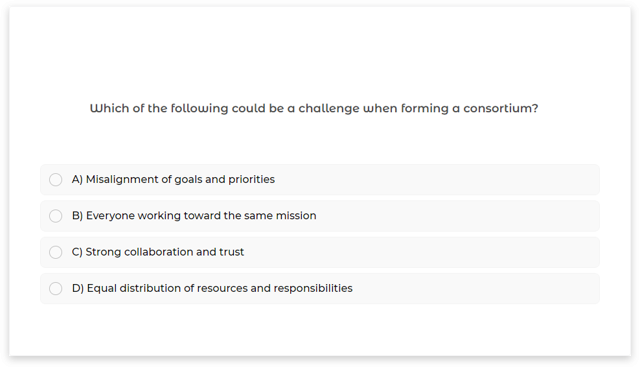 Which of the following could be a challenge when forming a consortium?
A) Misalignment of goals and priorities
B) Everyone working toward the same mission
C) Strong collaboration and trust
D) Equal distribution of resources and responsibilities